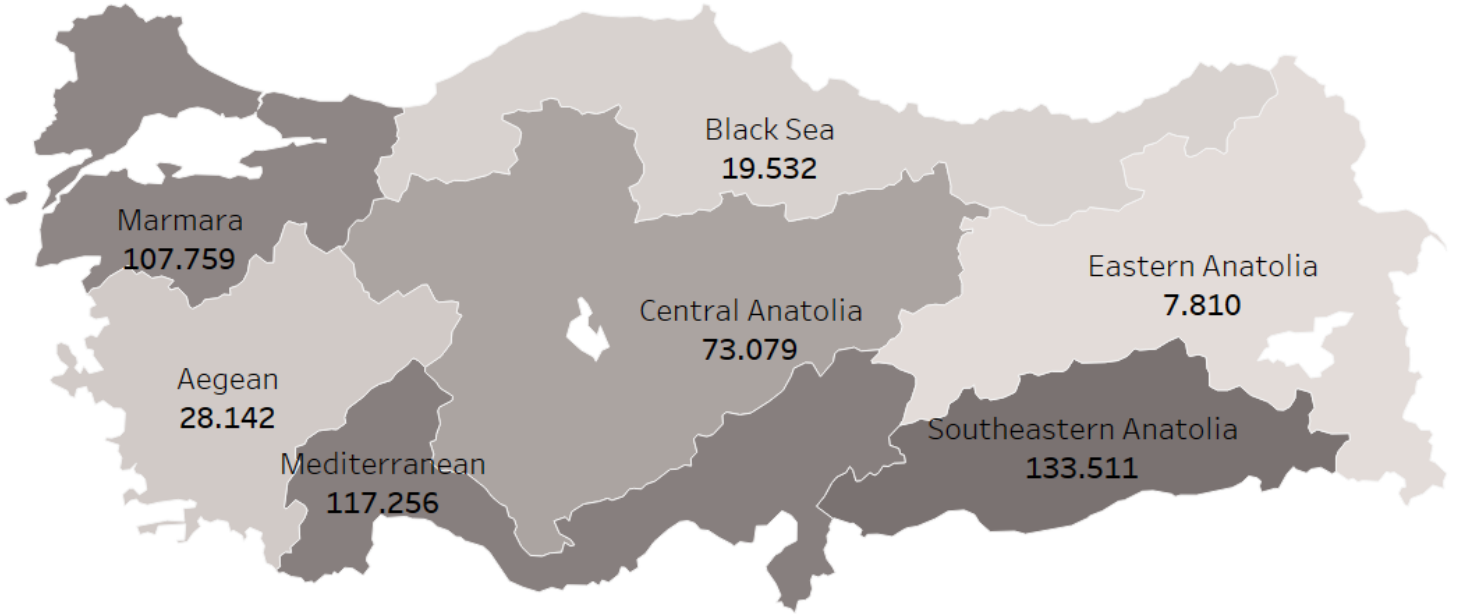 Black Sea
19.532
Marmara
107.759
Eastern Anatolia
7.810
Central Anatolia
73.079
Aegean
28.142
Southeastern Anatolia
133.511
Mediterranean
117.256